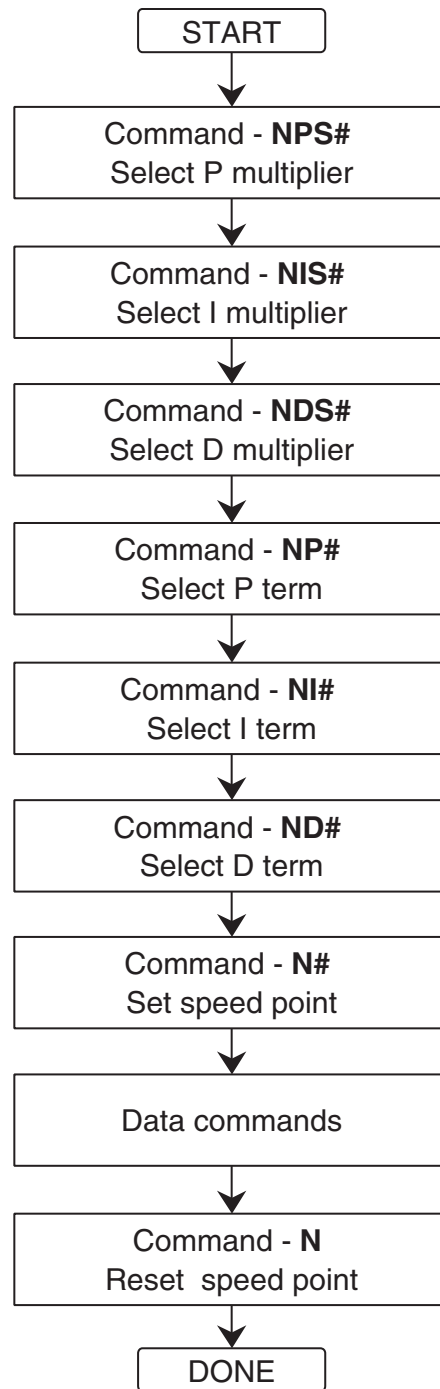 START
Command - NPS#
Select P multiplier
Command - NIS#
Select I multiplier
Command - NDS#
Select D multiplier
Command - NP#
Select P term
Command - NI#
Select I term
Command - ND#
Select D term
Command - N#
Set speed point
Data commands
Command - N
Reset speed point
DONE